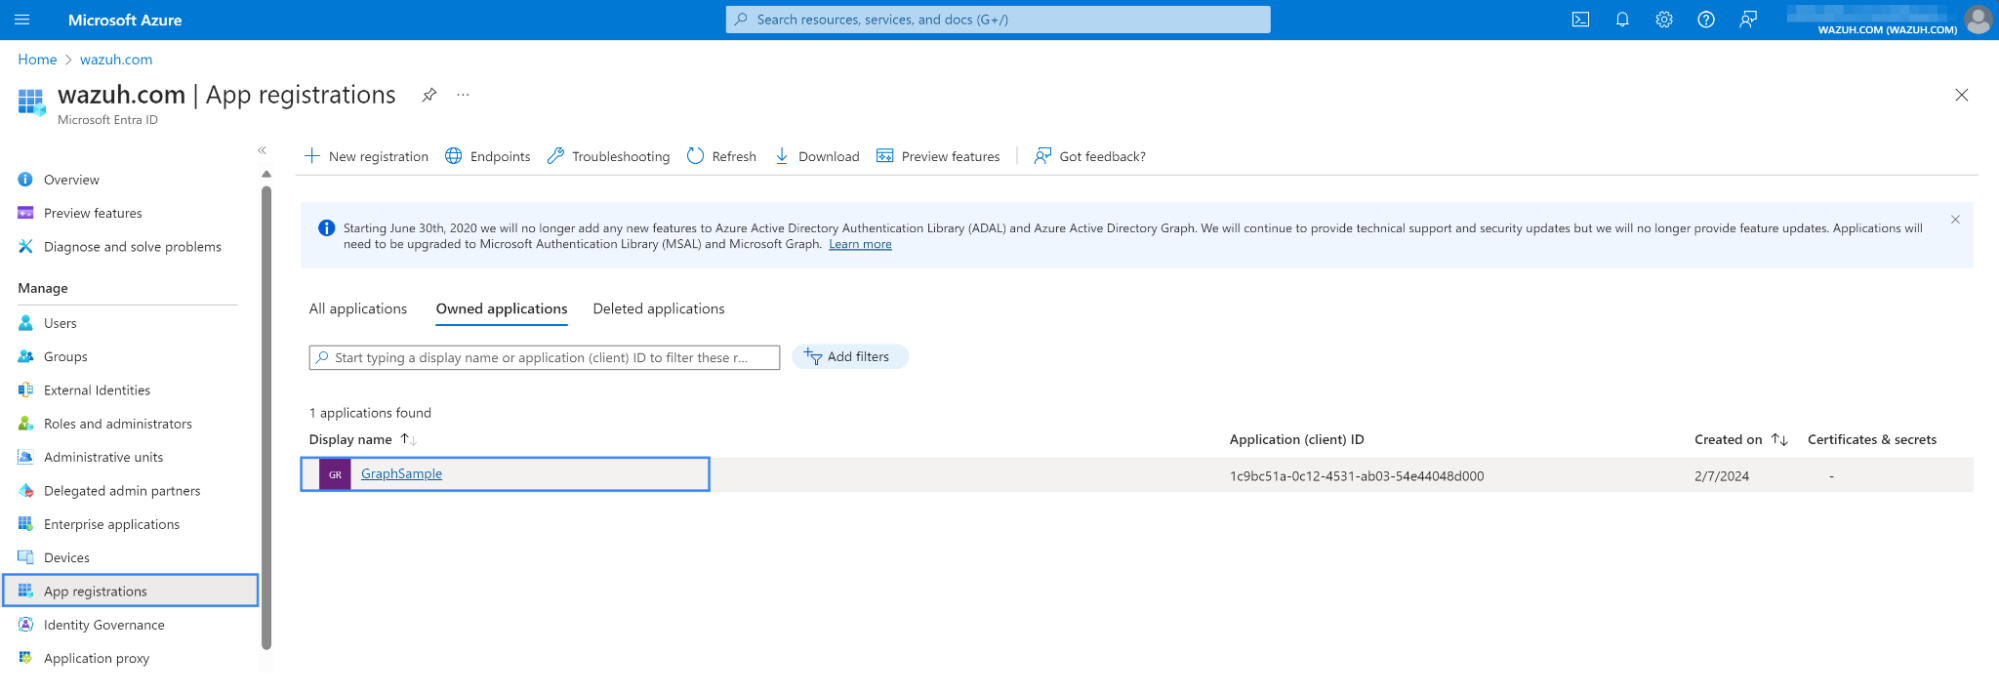 Microsoft Azure
Search resources, services, and docs (G+/)
WAZUH.COM (WAZUH.COM)
Home > wazuh.com
wazuh.com | App registrations
Microsoft Entra ID
New registration
Endpoints
Troubleshooting
Refresh
Download
Preview features
Got feedback?
Overview
Preview features
Diagnose and solve problems
Manage
Users
Groups
External Identities
Roles and administrators
Administrative units
Delegated admin partners
Enterprise applications
Devices
App registrations
Identity Governance
Application proxy
Starting June 30th, 2020 we will no longer add any new features to Azure Active Directory Authentication Library (ADAL) and Azure Active Directory Graph. We will continue to provide technical support and security updates but we will no longer provide feature updates. Applications will
need to be upgraded to Microsoft Authentication Library (MSAL) and Microsoft Graph. Learn more
All applications
Owned applications
Deleted applications
Start typing a display name or application (client) ID to filter these r...
Add filters
1 applications found
Display name
Application (client) ID
Created on
Certificates & secrets
GR
GraphSample
1c9bc51a-0c12-4531-ab03-54e44048d000
2/7/2024
-